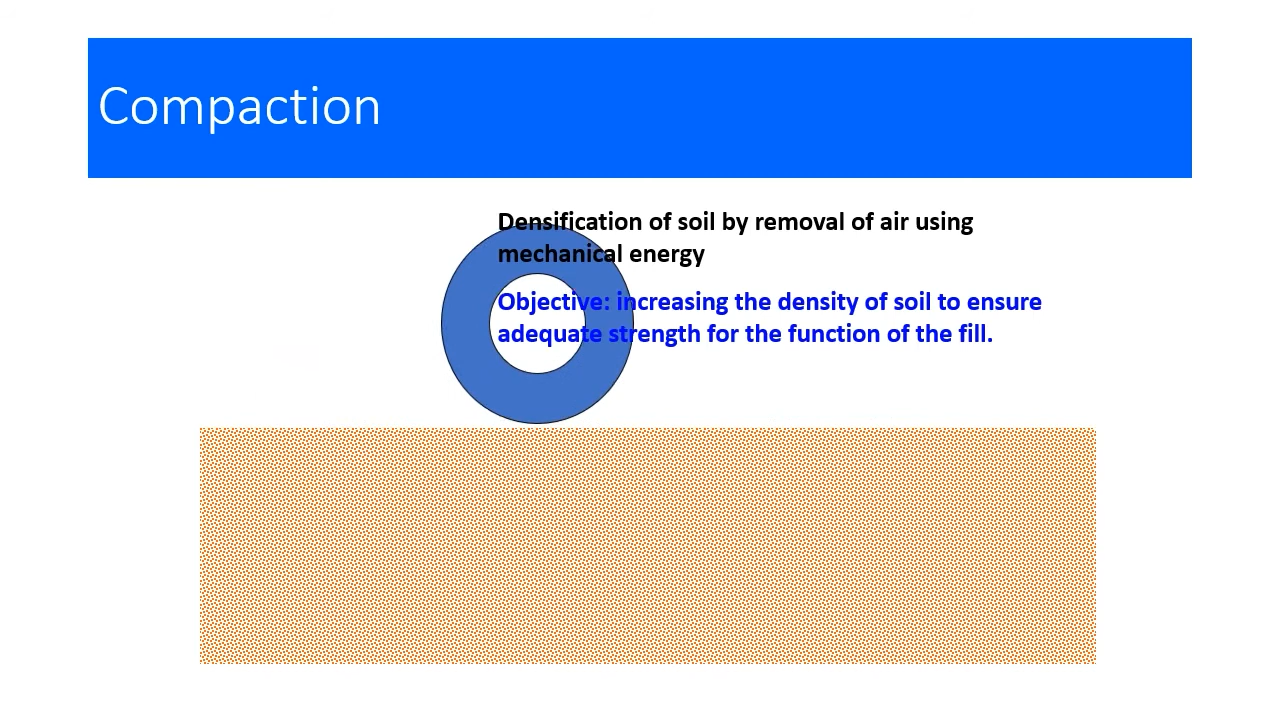 Compaction
Densification of soil by removal of air using
mechanical energy
Objective: increasing the density of soil to ensure
adequate strength for the function of the fill.